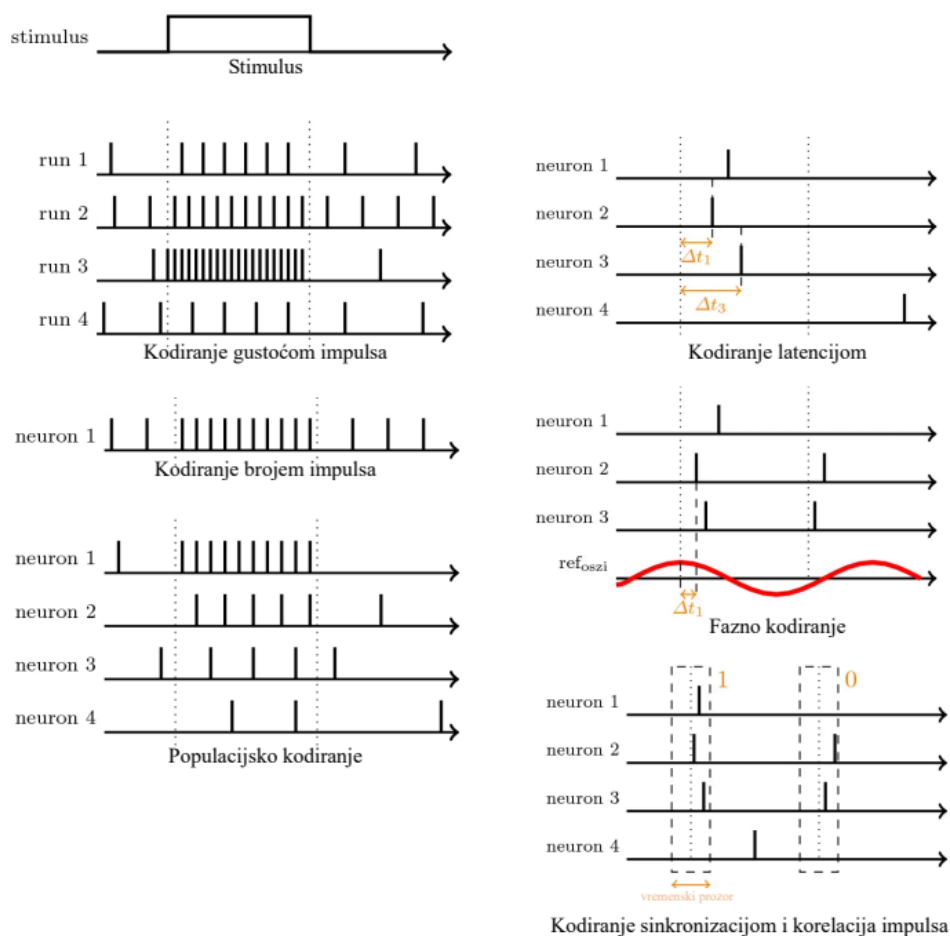 stimulus
Stimulus
run 1
run 2
run 3
run 4
Kodiranje gustoćom impulsa
neuron 1
Kodiranje brojem impulsa
neuron 1
neuron 2
neuron 3
neuron 4
Populacijsko kodiranje
neuron 1
neuron 2
Δt₁
neuron 3
Δt₃
neuron 4
Kodiranje latencijom
neuron 1
neuron 2
neuron 3
ref_oszi
Δt₁
Fazno kodiranje
1 0
neuron 1
neuron 2
neuron 3
neuron 4
vremenski prozor
Kodiranje sinkronizacijom i korelacija impulsa